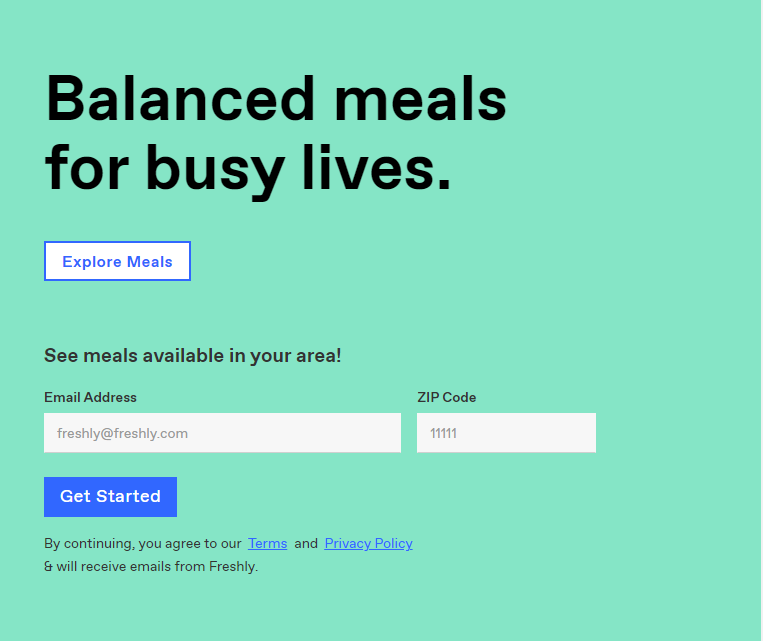 Balanced meals
for busy lives.
Explore Meals
See meals available in your area!
Email Address ZIP Code
freshly@freshly.com 11111
Get Started
By continuing, you agree to our Terms and Privacy Policy
& will receive emails from Freshly.